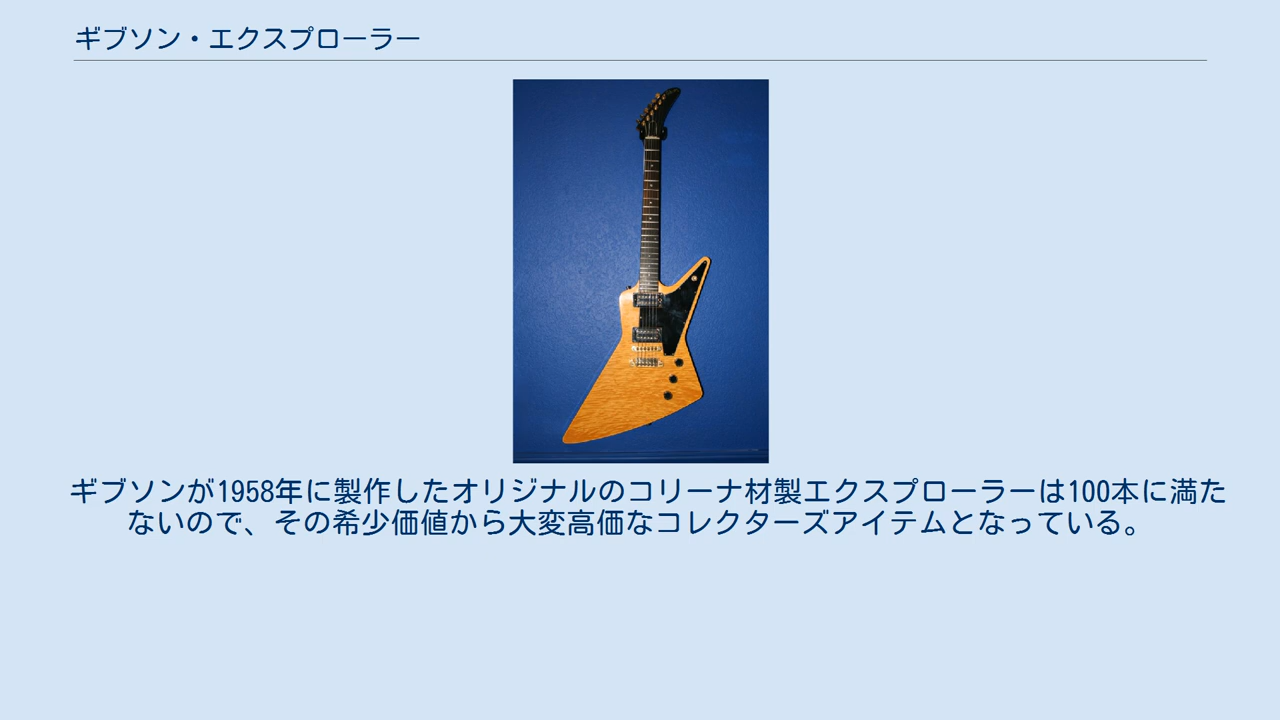 ギブソン・エクスプローラー
ギブソンが1958年に製作したオリジナルのコリーナ材製エクスプローラーは100本に満た
ないので、その希少価値から大変高価なコレクターズアイテムとなっている。